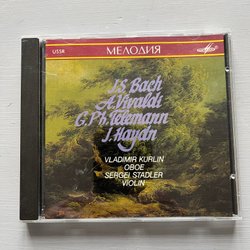 USSR
МЕЛОДИЯ
J.S. Bach
A. Vivaldi
G.Ph. Telemann
J. Haydn
VLADIMIR KURLIN
OBOE
SERGEI STADLER
VIOLIN